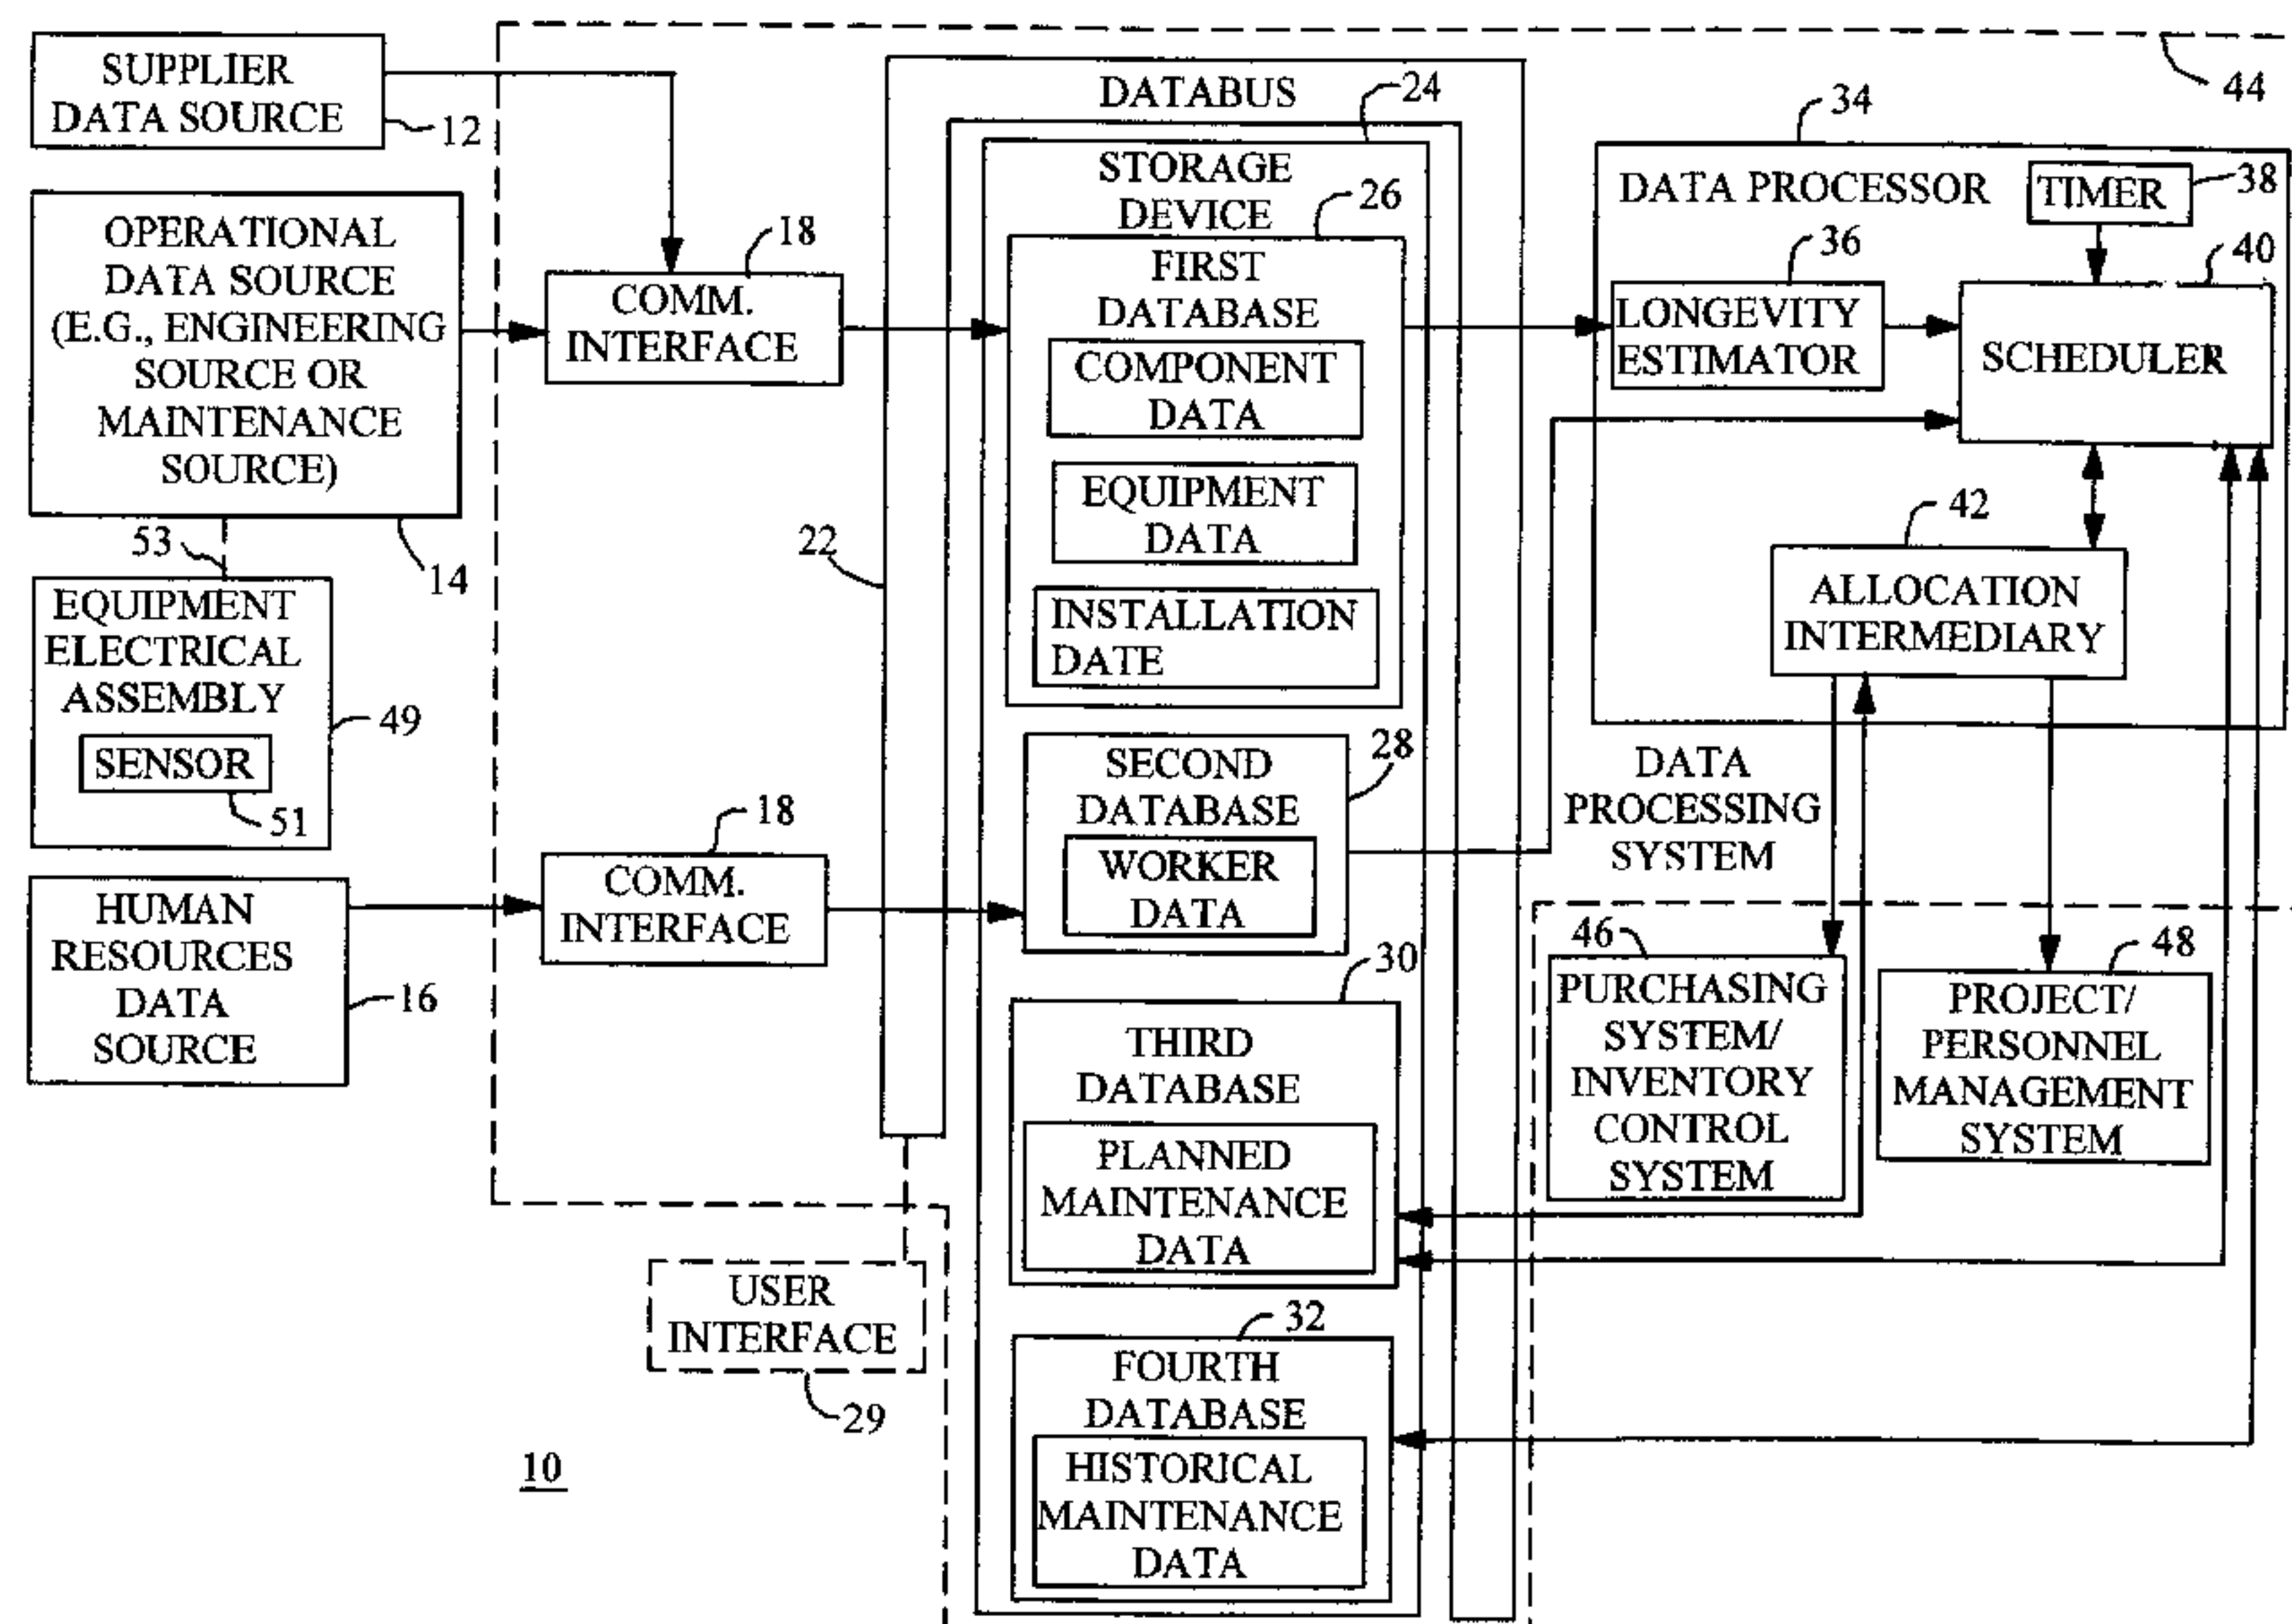 SUPPLIER
DATA SOURCE
12
OPERATIONAL
DATA SOURCE
(E.G., ENGINEERING
SOURCE OR
MAINTENANCE
SOURCE)
14
53
EQUIPMENT
ELECTRICAL
ASSEMBLY
49
SENSOR
51
HUMAN
RESOURCES
DATA
SOURCE
16
18
COMM.
INTERFACE
18
COMM.
INTERFACE
22
DATABUS
24
STORAGE
DEVICE
26
FIRST
DATABASE
COMPONENT
DATA
EQUIPMENT
DATA
INSTALLATION
DATE
SECOND
DATABASE
28
WORKER
DATA
30
THIRD
DATABASE
PLANNED
MAINTENANCE
DATA
32
FOURTH
DATABASE
HISTORICAL
MAINTENANCE
DATA
USER
INTERFACE
29
10
44
34
DATA PROCESSOR
TIMER
38
36
LONGEVITY
ESTIMATOR
40
SCHEDULER
42
ALLOCATION
INTERMEDIARY
DATA
PROCESSING
SYSTEM
46
PURCHASING
SYSTEM/
INVENTORY
CONTROL
SYSTEM
48
PROJECT/
PERSONNEL
MANAGEMENT
SYSTEM